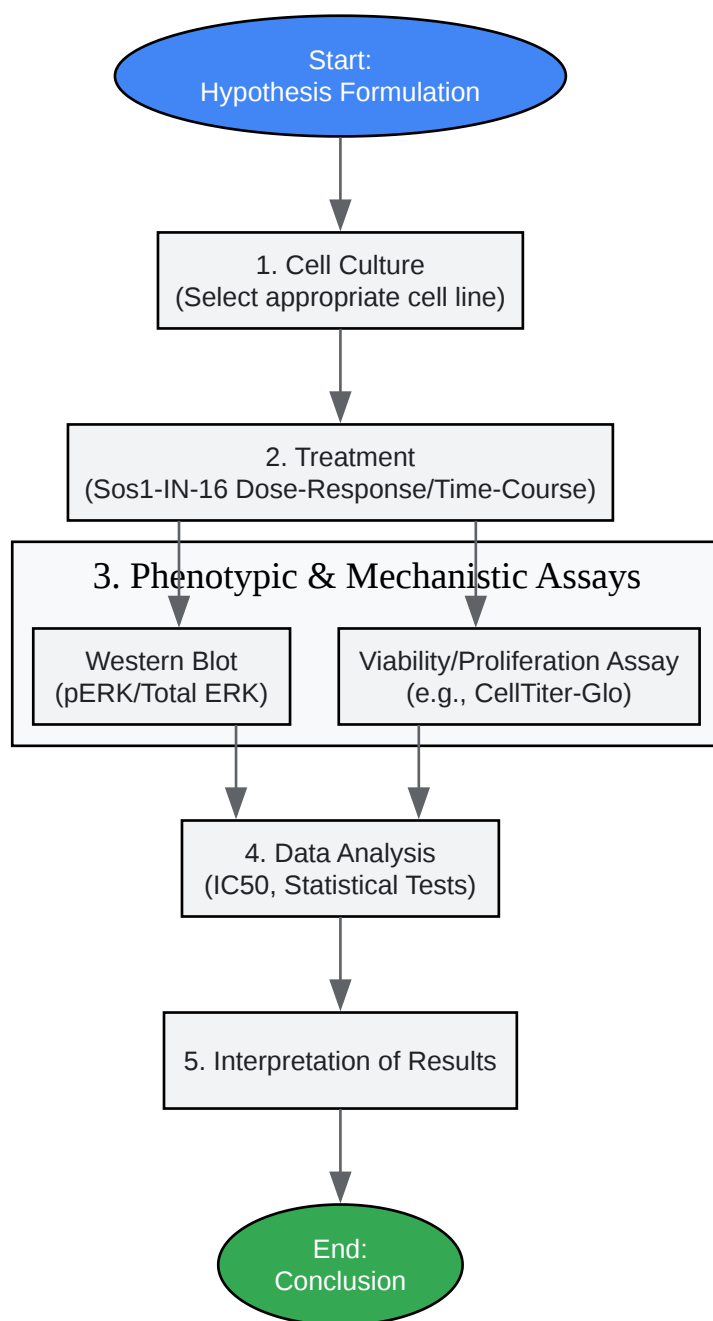 Start:
Hypothesis Formulation
1. Cell Culture
(Select appropriate cell line)
2. Treatment
(Sos1-IN-16 Dose-Response/Time-Course)
3. Phenotypic & Mechanistic Assays
Western Blot
(pERK/Total ERK)
Viability/Proliferation Assay
(e.g., CellTiter-Glo)
4. Data Analysis
(IC50, Statistical Tests)
5. Interpretation of Results
End:
Conclusion